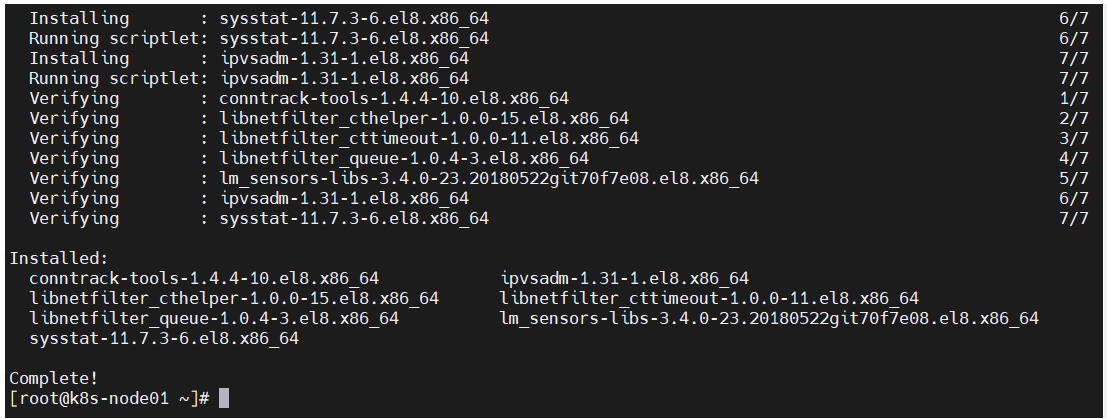 Installing       : sysstat-11.7.3-6.el8.x86_64                                                         6/7
  Running scriptlet: sysstat-11.7.3-6.el8.x86_64                                                         6/7
  Installing       : ipvsadm-1.31-1.el8.x86_64                                                           7/7
  Running scriptlet: ipvsadm-1.31-1.el8.x86_64                                                           7/7
  Verifying        : conntrack-tools-1.4.4-10.el8.x86_64                                                 1/7
  Verifying        : libnetfilter_cthelper-1.0.0-15.el8.x86_64                                           2/7
  Verifying        : libnetfilter_cttimeout-1.0.0-11.el8.x86_64                                          3/7
  Verifying        : libnetfilter_queue-1.0.4-3.el8.x86_64                                               4/7
  Verifying        : lm_sensors-libs-3.4.0-23.20180522git70f7e08.el8.x86_64                              5/7
  Verifying        : ipvsadm-1.31-1.el8.x86_64                                                           6/7
  Verifying        : sysstat-11.7.3-6.el8.x86_64                                                         7/7

Installed:
  conntrack-tools-1.4.4-10.el8.x86_64            ipvsadm-1.31-1.el8.x86_64
  libnetfilter_cthelper-1.0.0-15.el8.x86_64      libnetfilter_cttimeout-1.0.0-11.el8.x86_64
  libnetfilter_queue-1.0.4-3.el8.x86_64          lm_sensors-libs-3.4.0-23.20180522git70f7e08.el8.x86_64
  sysstat-11.7.3-6.el8.x86_64

Complete!
[root@k8s-node01 ~]#